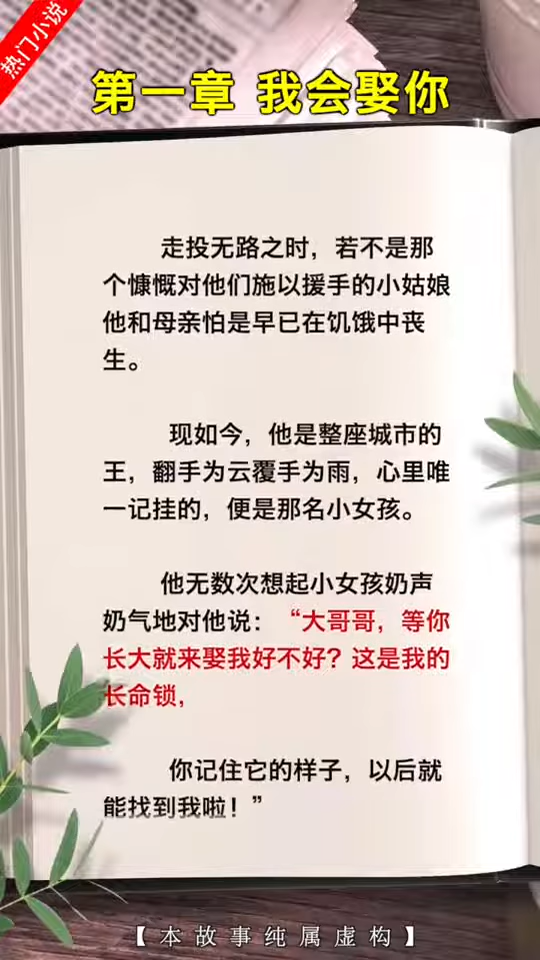 热门小说
第一章 我会娶你
走投无路之时，若不是那
个慷慨对他们施以援手的小姑娘
他和母亲怕是早已在饥饿中丧
生。
现如今，他是整座城市的
王，翻手为云覆手为雨，心里唯
一记挂的，便是那名小女孩。
他无数次想起小女孩奶声
奶气地对他说：“大哥哥，等你
长大就来娶我好不好？这是我的
长命锁,
你记住它的样子，以后就
能找到我啦！”
【本故事纯属虚构】